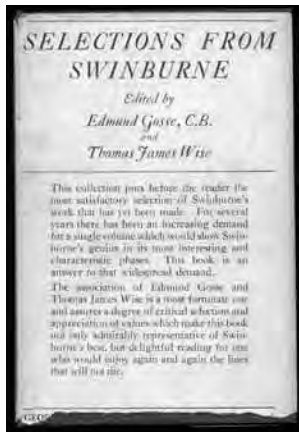 SELECTIONS FROM
SWINBURNE
Edited by
Edmund Gosse, C.B.
and
Thomas James Wise
This collection puts before the reader the
most satisfactory selection of Swinburne's
work that has yet been made. For several
years there has been an increasing demand
for a single volume which would show Swin-
burne's genius in its most interesting and
characteristic phases. This book is an
answer to that widespread demand.
The association of Edmund Gosse and
Thomas James Wise is a most fortunate one
and assures a degree of critical selection and
appreciation of values which make this book
not only admirably representative of Swin-
burne's best, but delightful reading for one
who would enjoy again and again the lines
that will not die.